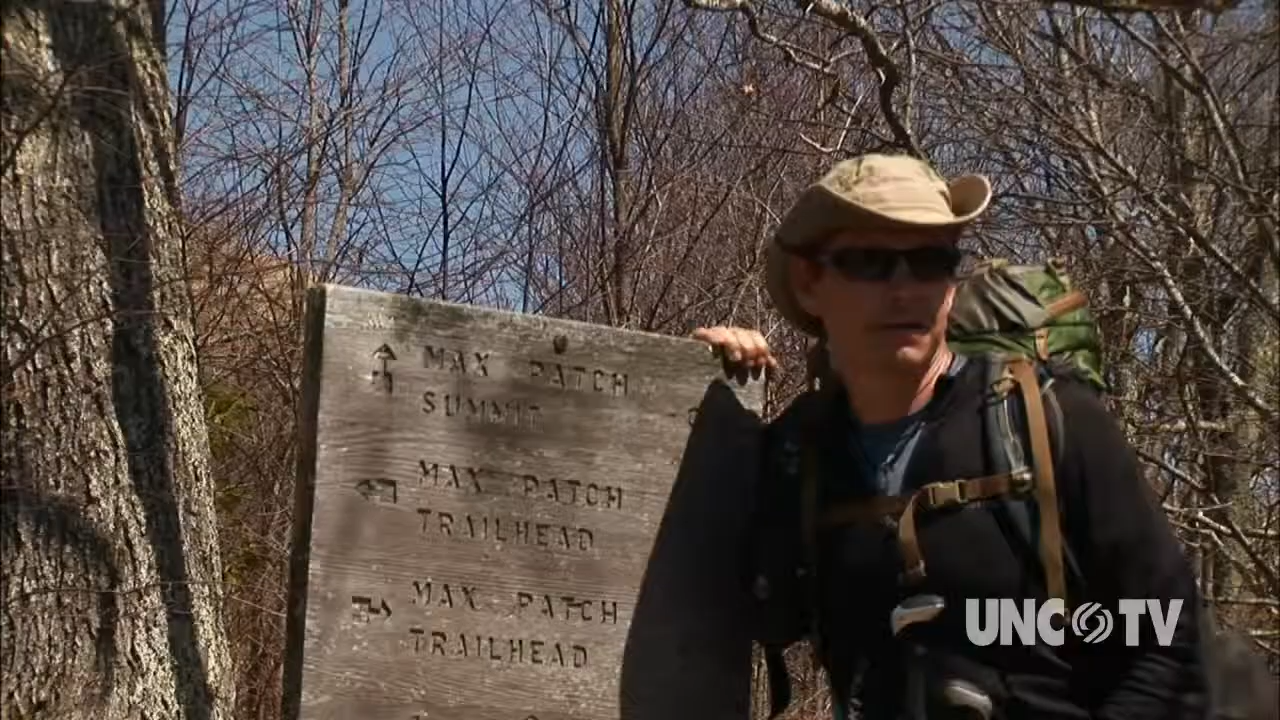 MAX PATCH
SUMMIT
MAX PATCH
TRAILHEAD
MAX PATCH
TRAILHEAD
UNC TV